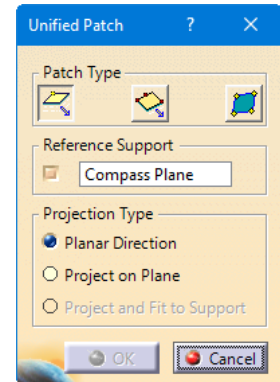 Unified Patch ? ×
Patch Type
Reference Support
Compass Plane
Projection Type
Planar Direction
Project on Plane
Project and Fit to Support
OK Cancel